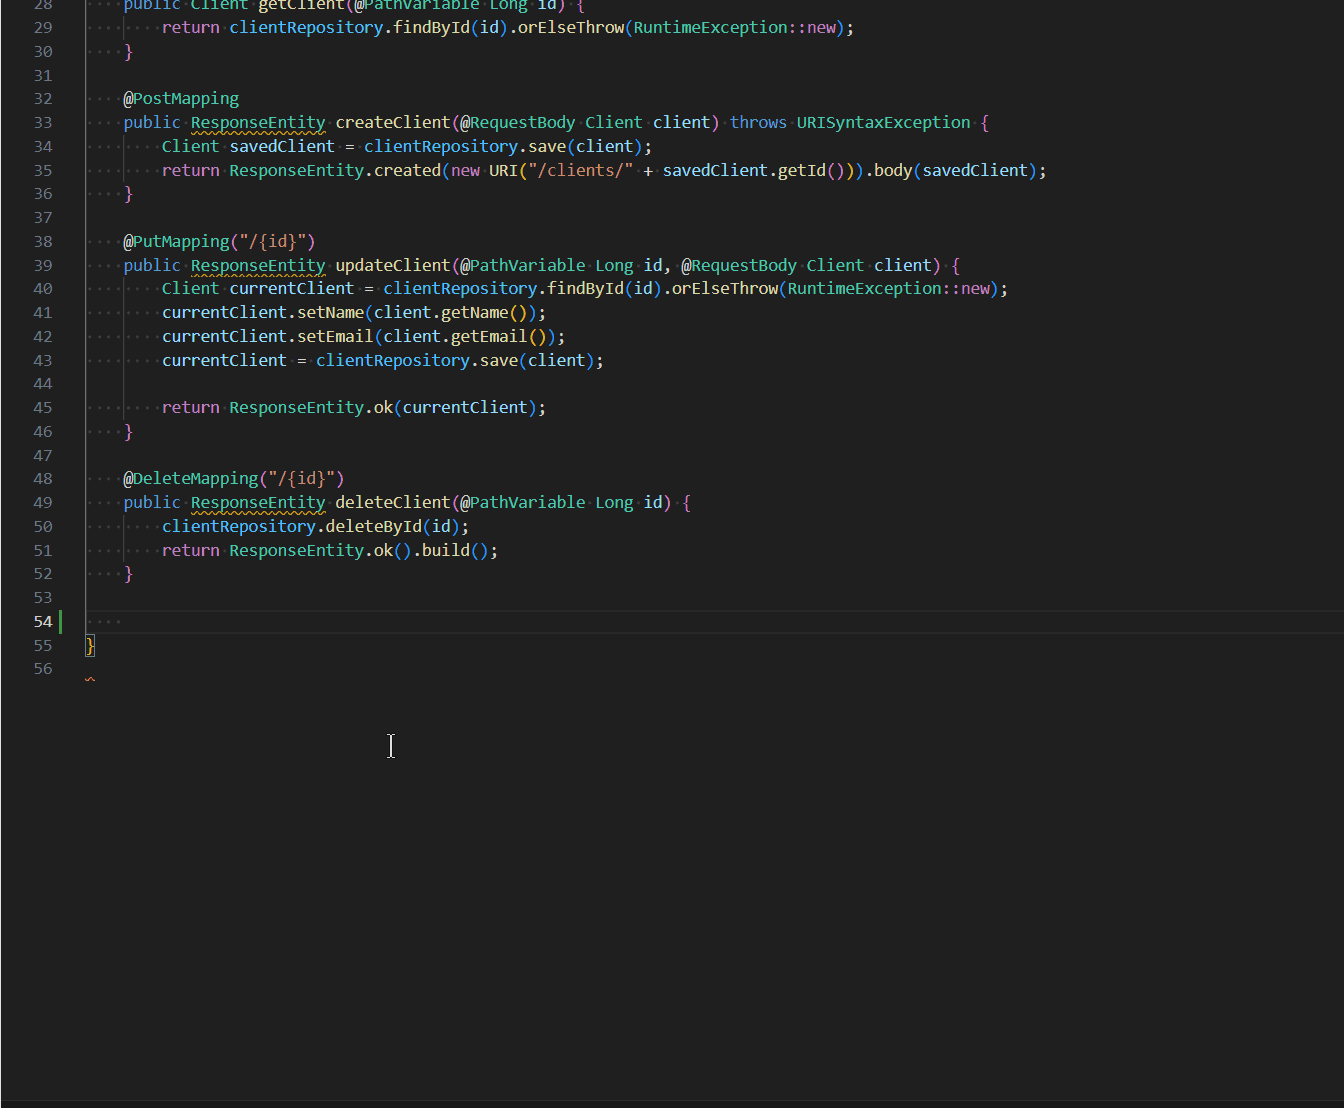 28 public Client getClient(@PathVariable Long id) {
29 return clientRepository.findById(id).orElseThrow(RuntimeException::new);
30 }
31
32 @PostMapping
33 public ResponseEntity createClient(@RequestBody Client client) throws URISyntaxException {
34 Client savedClient = clientRepository.save(client);
35 return ResponseEntity.created(new URI("/clients/" + savedClient.getId())).body(savedClient);
36 }
37
38 @PutMapping("/{id}")
39 public ResponseEntity updateClient(@PathVariable Long id, @RequestBody Client client) {
40 Client currentClient = clientRepository.findById(id).orElseThrow(RuntimeException::new);
41 currentClient.setName(client.getName());
42 currentClient.setEmail(client.getEmail());
43 currentClient = clientRepository.save(client);
44
45 return ResponseEntity.ok(currentClient);
46 }
47
48 @DeleteMapping("/{id}")
49 public ResponseEntity deleteClient(@PathVariable Long id) {
50 clientRepository.deleteById(id);
51 return ResponseEntity.ok().build();
52 }
53
54
55 }
56